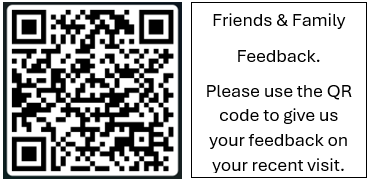 Friends & Family
Feedback.
Please use the QR
code to give us
your feedback on
your recent visit.